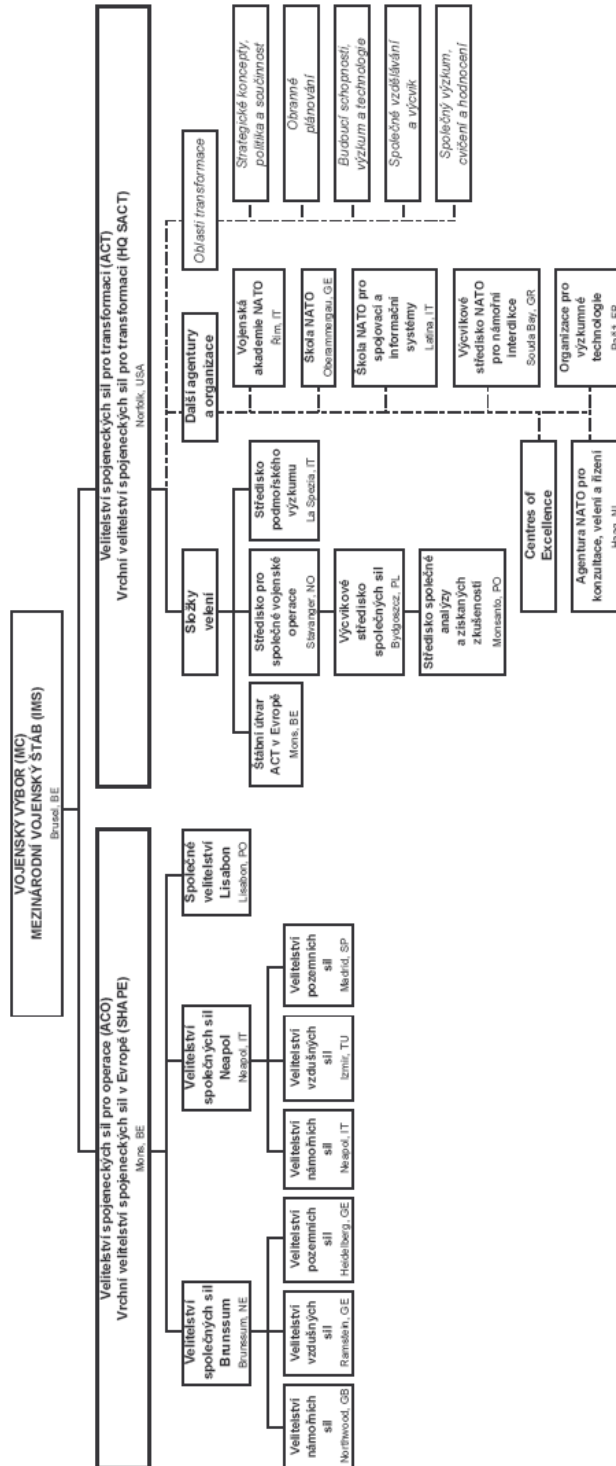 VOJENSKÝ VÝBOR (MC)
MEZINÁRODNÍ VOJENSKÝ ŠTÁB (IMS)
Brusel, BE
Velitelství spojeneckých sil pro operace (ACO)
Vrchní velitelství spojeneckých sil v Evropě (SHAPE)
Mons, BE
Velitelství
společných sil
Brunssum
Brunssum, NE
Velitelství
námořních
sil
Northwood, GB
Velitelství
vzdušných
sil
Ramstein, GE
Velitelství
pozemních
sil
Heidelberg, GE
Velitelství
společných sil
Neapol
Neapol, IT
Velitelství
námořních
sil
Neapol, IT
Velitelství
vzdušných
sil
Izmir, TU
Velitelství
pozemních
sil
Madrid, SP
Společné
velitelství
Lisabon
Lisabon, PO
Velitelství spojeneckých sil pro transformaci (ACT)
Vrchní velitelství spojeneckých sil pro transformaci (HQ SACT)
Norfolk, USA
Složky
velení
Štábní útvar
ACT v Evropě
Mons, BE
Středisko pro
společné vojenské
operace
Stavanger, NO
Výcvikové
středisko
společných sil
Bydgoszcz, PL
Středisko společné
analýzy
a získaných
zkušeností
Monsanto, PO
Středisko
podmořského
výzkumu
La Spezia, IT
Další agentury
a organizace
Vojenská
akademie NATO
Řím, IT
Škola NATO
Oberammergau, GE
Škola NATO pro
spojovací a
informační
systémy
Latina, IT
Výcvikové
středisko NATO
pro námořní
interdikce
Souda Bay, GR
Organizace pro
výzkumné
technologie
Centres of
Excellence
Agentura NATO pro
konzultace, velení a řízení
Oblasti transformace
Strategické koncepty,
politika a součinnost
Obranné
plánování
Budoucí schopnosti,
výzkum a technologie
Společné vzdělávání
a výcvik
Společný výzkum,
cvičení a hodnocení